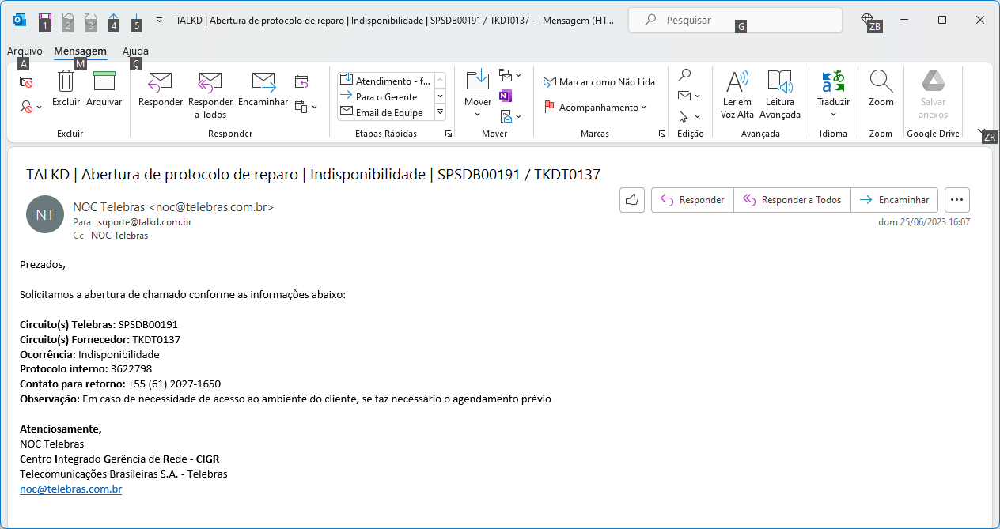 1 2 3 4 5 TALKD | Abertura de protocolo de reparo | Indisponibilidade | SPSDB00191 / TKDT0137 - Mensagem (HT... Pesquisar G ZB
Arquivo Mensagem Ajuda
A M Ç
Excluir Arquivar
Excluir
Responder Responder a Todos Encaminhar
Responder
Atendimento - f...
Para o Gerente
Email de Equipe
Etapas Rápidas
Mover
Mover
Marcar como Não Lida
Acompanhamento
Marcas
Edição
Ler em Voz Alta Leitura Avançada
Avançada
Traduzir
Idioma
Zoom
Zoom
Salvar anexos
Google Drive
ZR
TALKD | Abertura de protocolo de reparo | Indisponibilidade | SPSDB00191 / TKDT0137
NT
NOC Telebras <noc@telebras.com.br>
Para suporte@talkd.com.br
Cc NOC Telebras
Responder Responder a Todos Encaminhar
dom 25/06/2023 16:07
Prezados,
Solicitamos a abertura de chamado conforme as informações abaixo:
Circuito(s) Telebras: SPSDB00191
Circuito(s) Fornecedor: TKDT0137
Ocorrência: Indisponibilidade
Protocolo interno: 3622798
Contato para retorno: +55 (61) 2027-1650
Observação: Em caso de necessidade de acesso ao ambiente do cliente, se faz necessário o agendamento prévio
Atenciosamente,
NOC Telebras
Centro Integrado Gerência de Rede - CIGR
Telecomunicações Brasileiras S.A. - Telebras
noc@telebras.com.br